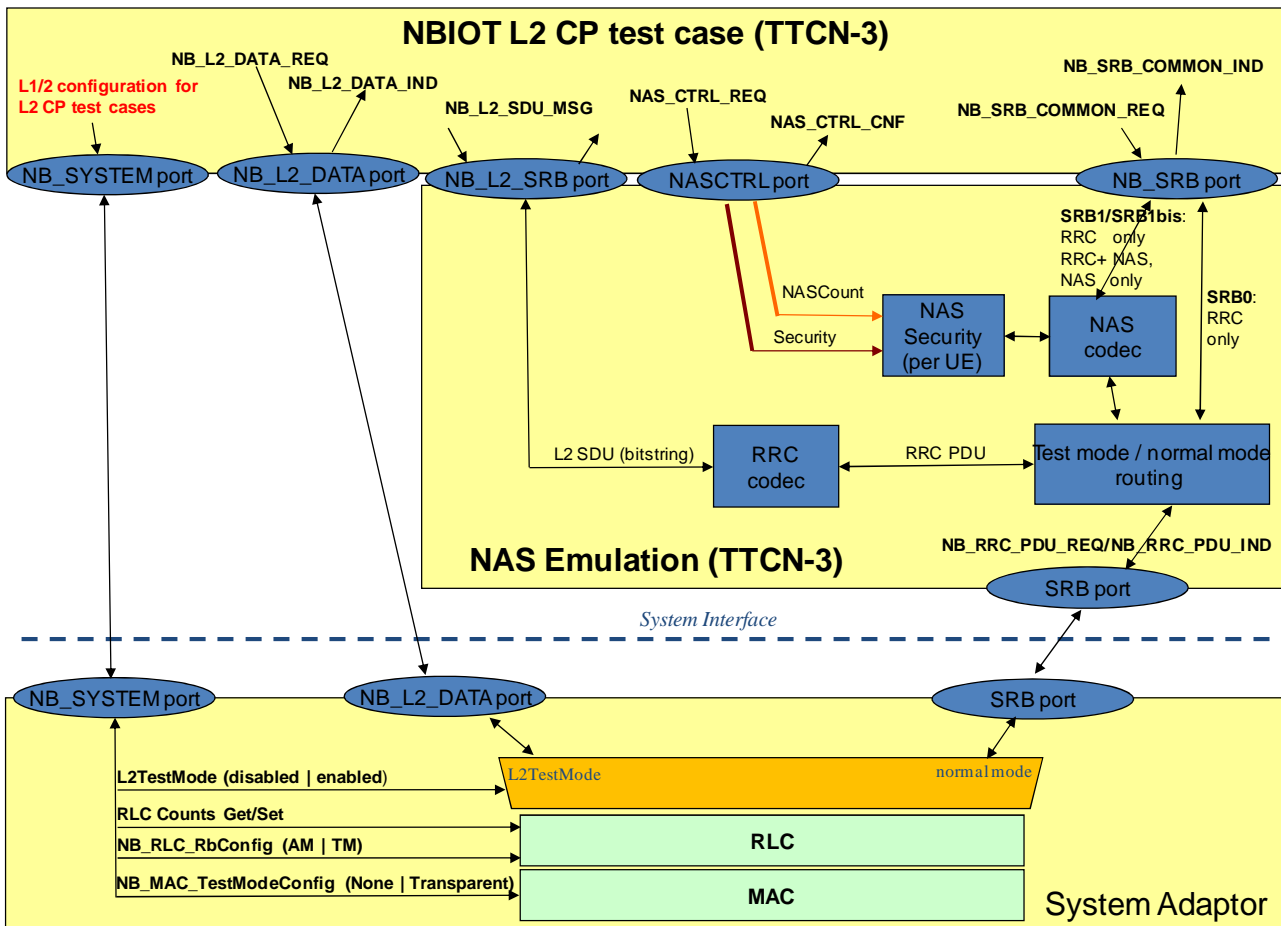 NBIOT L2 CP test case (TTCN-3)
NB_L2_DATA_REQ
NB_L2_DATA_IND
L1/2 configuration for
L2 CP test cases
NB_L2_SDU_MSG
NAS_CTRL_REQ
NAS_CTRL_CNF
NB_SRB_COMMON_IND
NB_SRB_COMMON_REQ
NB_SYSTEM port
NB_L2_DATA port
NB_L2_SRB port
NASCTRL port
NB_SRB port
SRB1/SRB1bis:
RRC only
RRC+ NAS,
NAS only
SRB0:
RRC
only
NASCount
Security
NAS
Security
(per UE)
NAS
codec
L2 SDU (bitstring)
RRC
codec
RRC PDU
Test mode / normal mode
routing
NB_RRC_PDU_REQ/NB_RRC_PDU_IND
NAS Emulation (TTCN-3)
SRB port
System Interface
NB_SYSTEM port
NB_L2_DATA port
SRB port
L2TestMode (disabled | enabled)
L2TestMode
normal mode
RLC Counts Get/Set
RLC
NB_RLC_RbConfig (AM | TM)
NB_MAC_TestModeConfig (None | Transparent)
MAC
System Adaptor